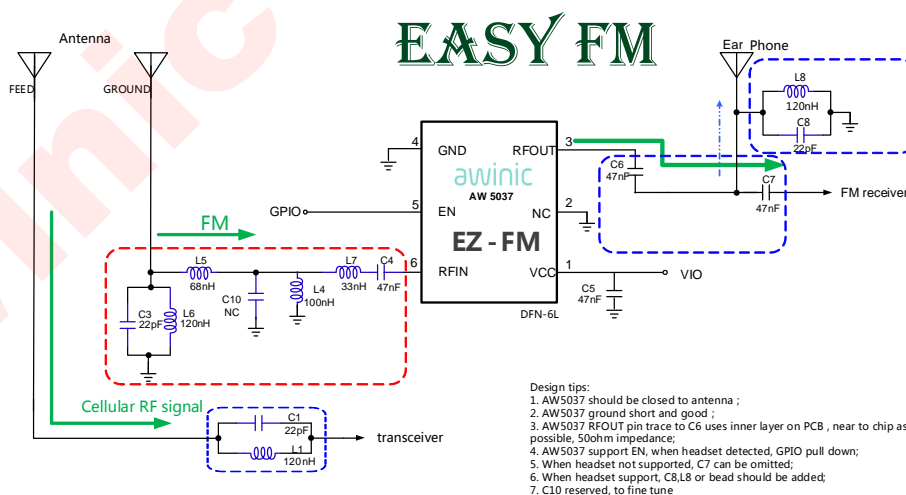 EASY FM
Antenna
FEED
GROUND
Ear Phone
L8
120nH
C8
22pF
4
GND
RFOUT
3
awinic
AW 5037
C6
47nF
C7
47nF
FM receiver
GPIO
5
EN
NC
2
EZ - FM
FM
6
RFIN
VCC
1
VIO
C5
47nF
DFN-6L
L5
68nH
L7
33nH
C4
47nF
C10
NC
L4
100nH
C3
22pF
L6
120nH
Cellular RF signal
C1
22pF
L1
120nH
transceiver
Design tips:
1. AW5037 should be closed to antenna ;
2. AW5037 ground short and good ;
3. AW5037 RFOUT pin trace to C6 uses inner layer on PCB , near to chip as
possible, 50ohm impedance;
4. AW5037 support EN, when headset detected, GPIO pull down;
5. When headset not supported, C7 can be omitted;
6. When headset support, C8,L8 or bead should be added;
7. C10 reserved, to fine tune